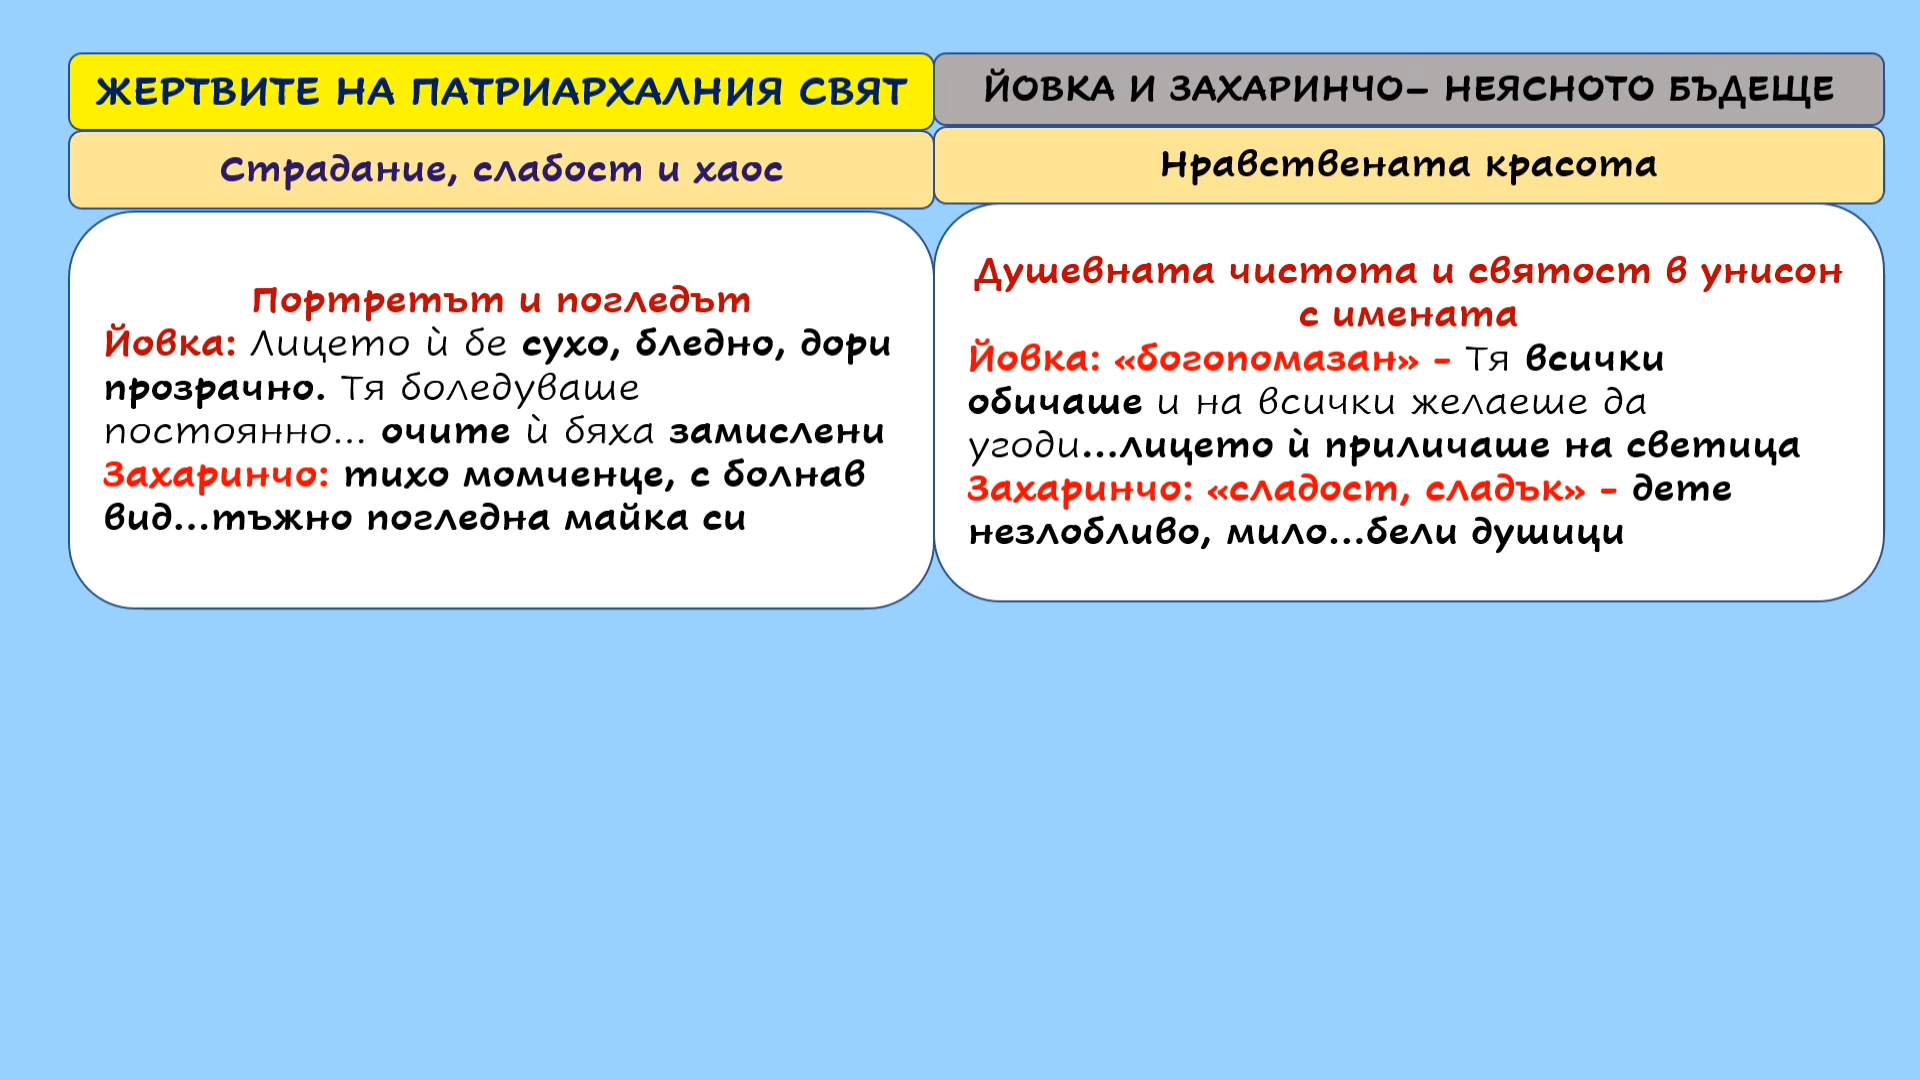 ЖЕРТВИТЕ НА ПАТРИАРХАЛНИЯ СВЯТ
Страдание, слабост и хаос
Портретът и погледът
Йовка: Лицето ѝ бе сухо, бледно, дори
прозрачно. Тя боледуваше
постоянно... очите ѝ бяха замислени
Захаринчо: тихо момченце, с болнав
вид...тъжно погледна майка си
ЙОВКА И ЗАХАРИНЧО– НЕЯСНОТО БЪДЕЩЕ
Нравствената красота
Душевната чистота и святост в унисон
с имената
Йовка: «богопомазан» - Тя всички
обичаше и на всички желаеше да
угоди...лицето ѝ приличаше на светица
Захаринчо: «сладост, сладък» - дете
незлобливо, мило...бели душици